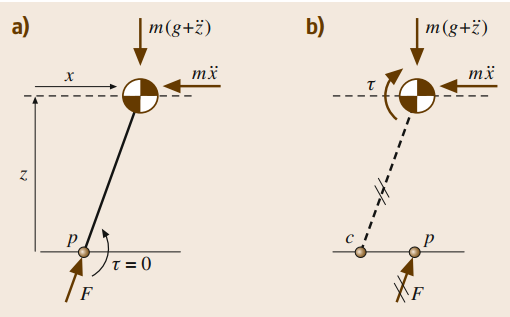 a)
m(g+z̈)
x
mẍ
z
p
τ = 0
F
b)
m(g+z̈)
τ
mẍ
c
p
F